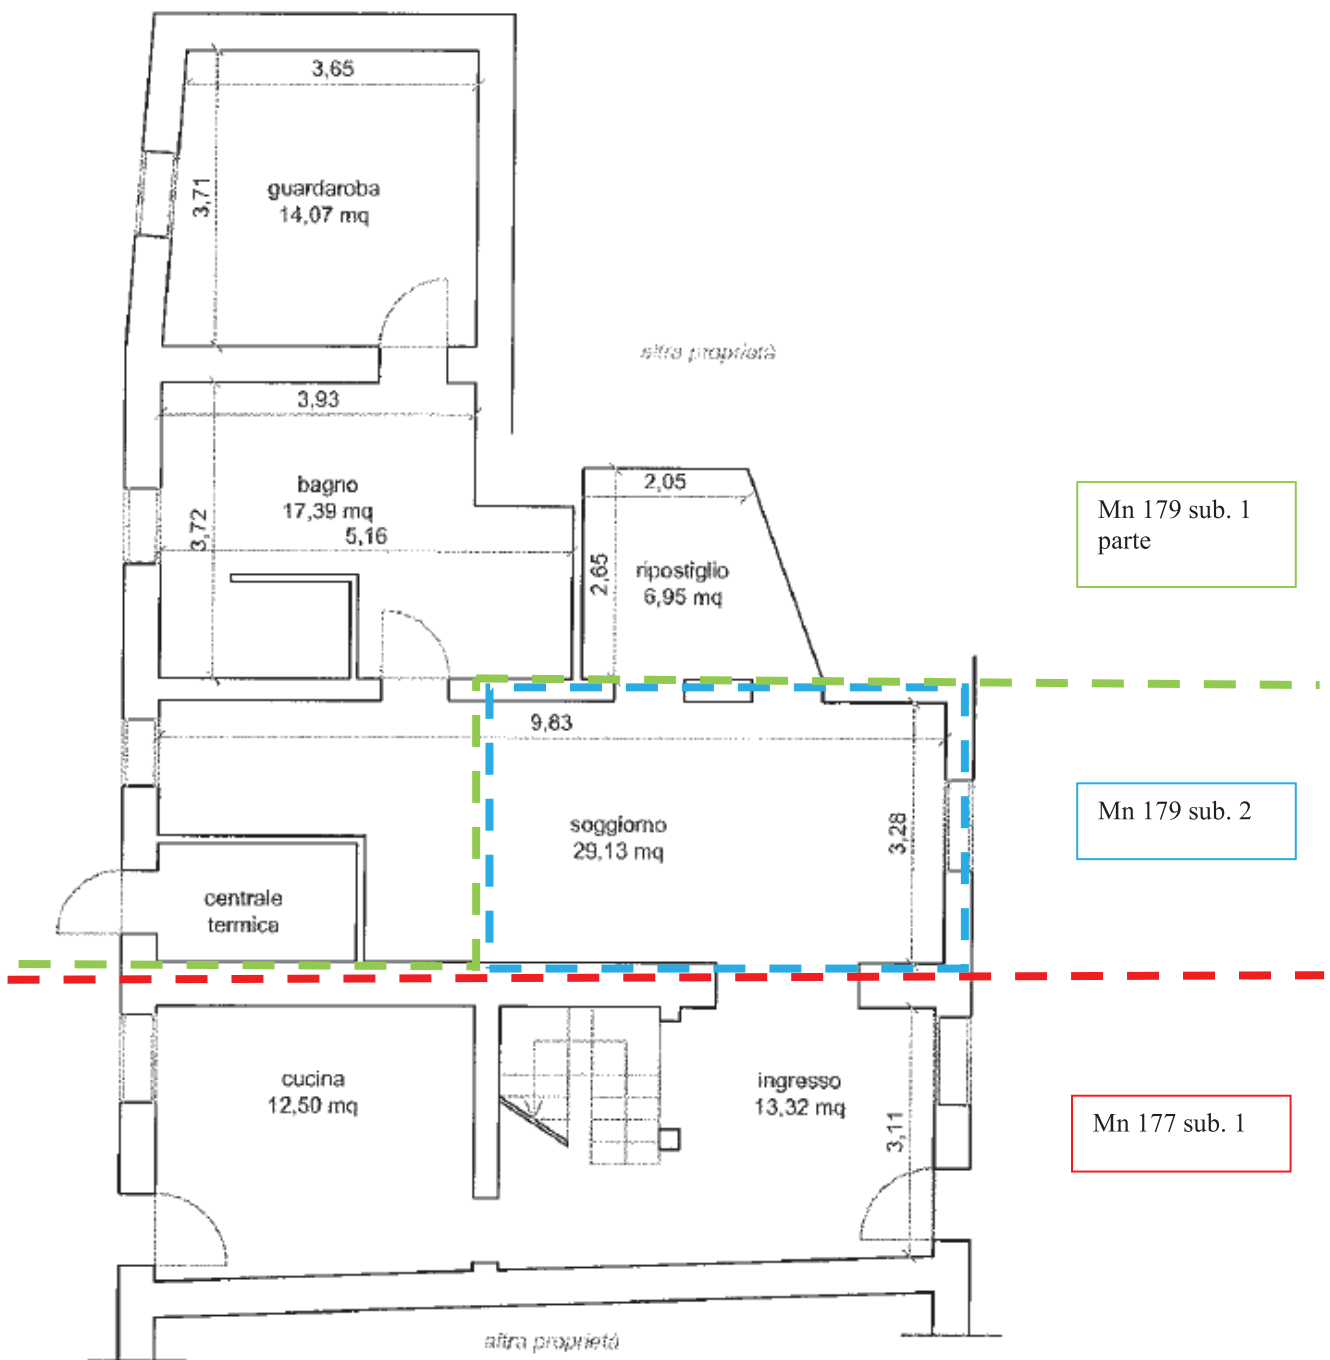 3,65
3,71
guardaroba
14,07 mq
altra proprietà
3,93
bagno
17,39 mq
3,72
5,16
2,05
2,65
ripostiglio
6,95 mq
Mn 179 sub. 1
parte
9,83
soggiorno
29,13 mq
3,28
Mn 179 sub. 2
centrale
termica
cucina
12,50 mq
ingresso
13,32 mq
3,11
Mn 177 sub. 1
altra proprietà